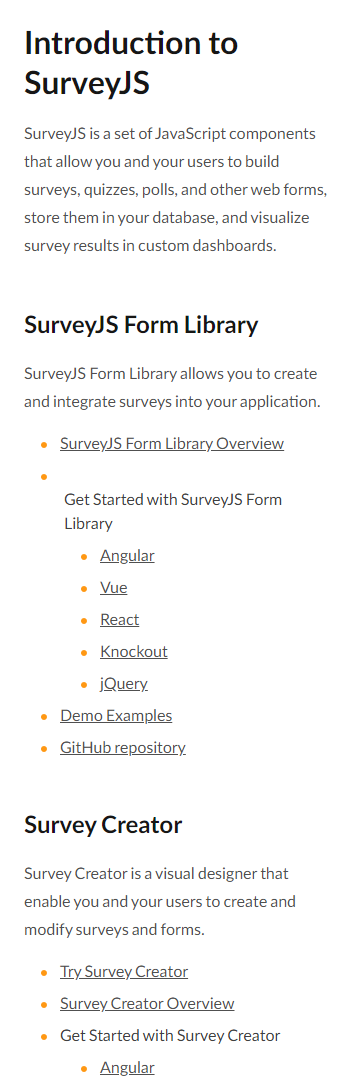 Introduction to
SurveyJS
SurveyJS is a set of JavaScript components
that allow you and your users to build
surveys, quizzes, polls, and other web forms,
store them in your database, and visualize
survey results in custom dashboards.
SurveyJS Form Library
SurveyJS Form Library allows you to create
and integrate surveys into your application.
SurveyJS Form Library Overview
Get Started with SurveyJS Form
Library
Angular
Vue
React
Knockout
jQuery
Demo Examples
GitHub repository
Survey Creator
Survey Creator is a visual designer that
enable you and your users to create and
modify surveys and forms.
Try Survey Creator
Survey Creator Overview
Get Started with Survey Creator
Angular